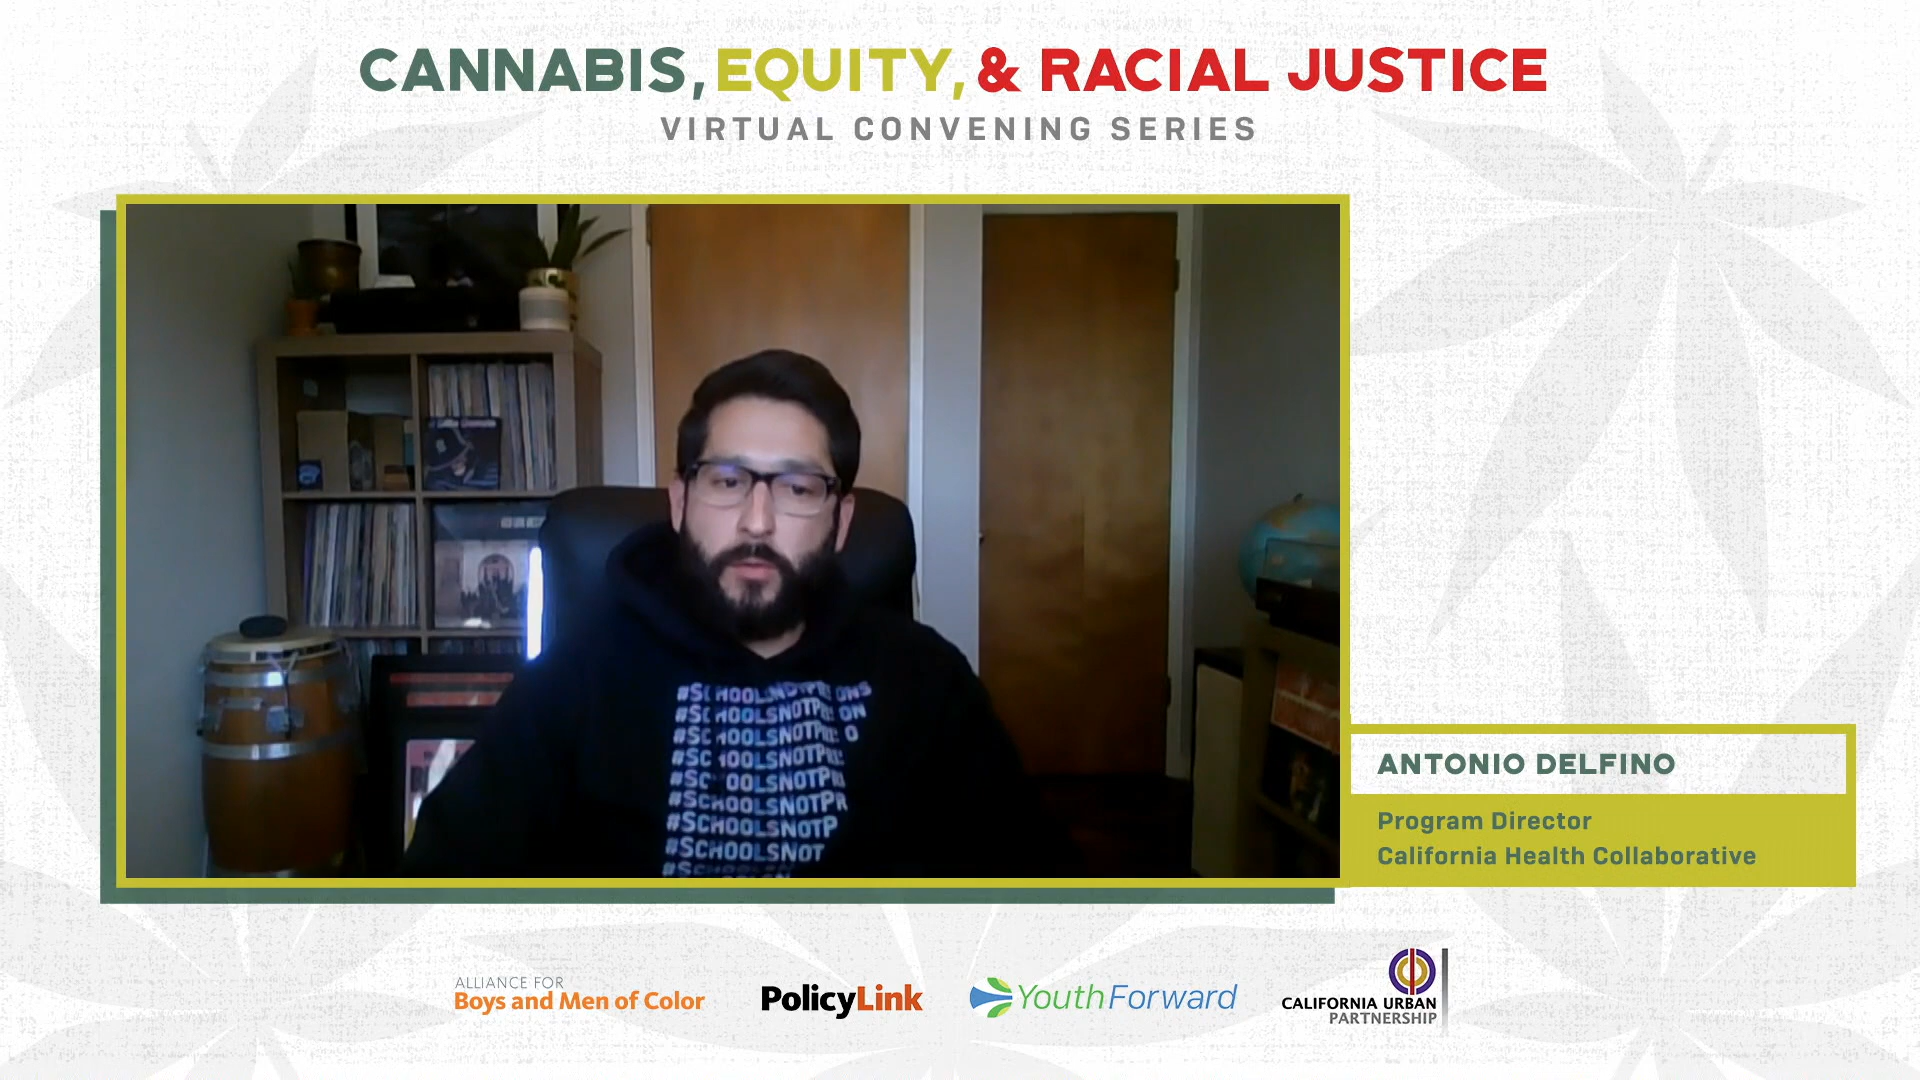 CANNABIS, EQUITY, & RACIAL JUSTICE
VIRTUAL CONVENING SERIES
#SCHOOLSNOTPR
#SCHOOLSNOTP
#SCHOOLSNOT
ANTONIO DELFINO
Program Director
California Health Collaborative
ALLIANCE FOR
Boys and Men of Color
PolicyLink
YouthForward
CALIFORNIA URBAN
PARTNERSHIP